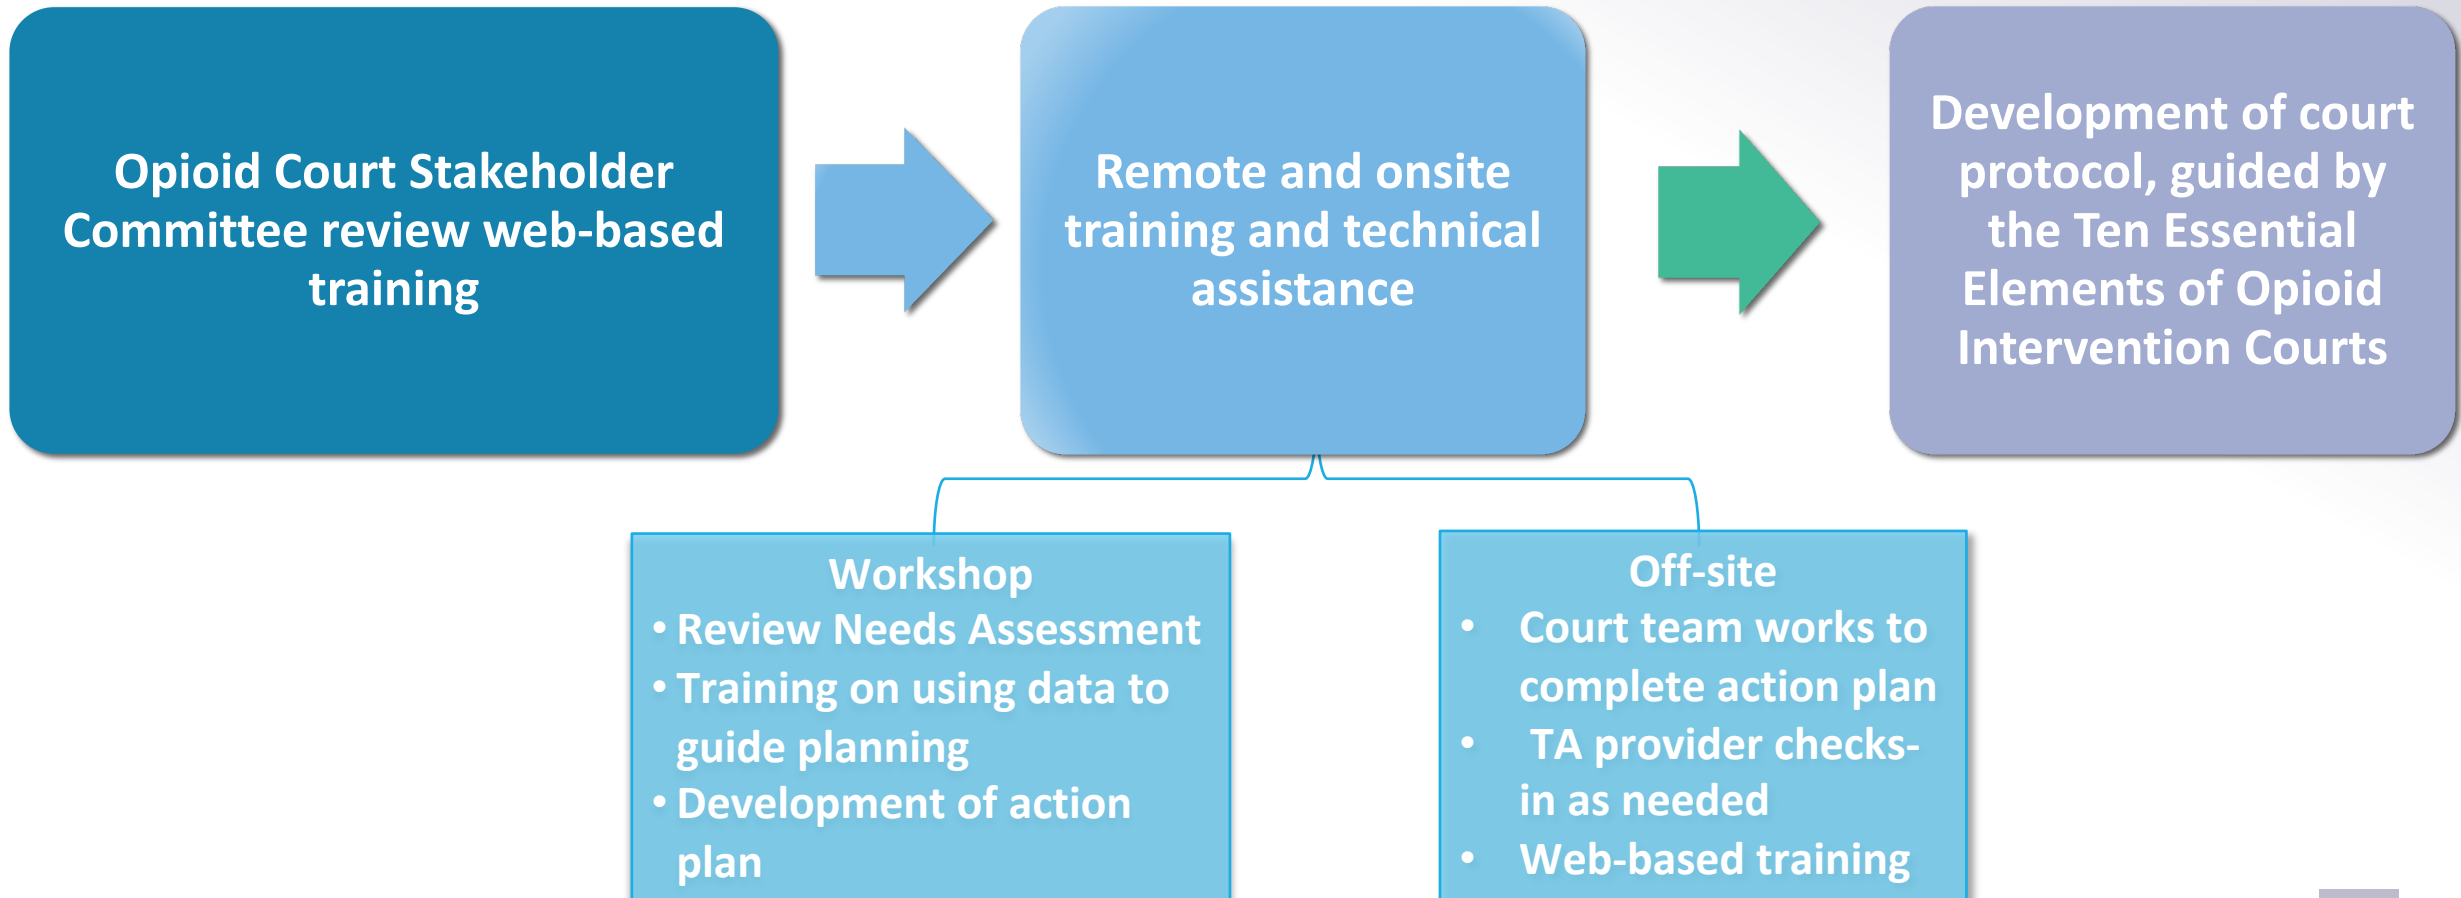 Opioid Court Stakeholder
Committee review web-based
training
Remote and onsite
training and technical
assistance
Development of court
protocol, guided by
the Ten Essential
Elements of Opioid
Intervention Courts
Workshop
• Review Needs Assessment
• Training on using data to
guide planning
• Development of action
plan
Off-site
• Court team works to
complete action plan
• TA provider checks-
in as needed
• Web-based training